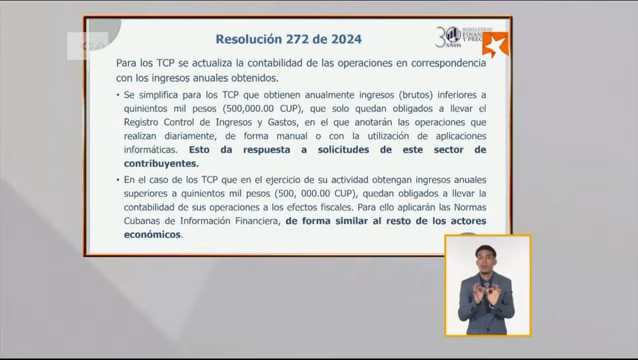 Resolución 272 de 2024
30
Para los TCP se actualiza la contabilidad de las operaciones en correspondencia
con los ingresos anuales obtenidos.
• Se simplifica para los TCP que obtienen anualmente ingresos (brutos) inferiores a
quinientos mil pesos (500,000.00 CUP), que solo quedan obligados a llevar el
Registro Control de Ingresos y Gastos, en el que anotarán las operaciones que
realizan diariamente, de forma manual o con la utilización de aplicaciones
informáticas. Esto da respuesta a solicitudes de este sector de
contribuyentes.
• En el caso de los TCP que en el ejercicio de su actividad obtengan ingresos anuales
superiores a quinientos mil pesos (500, 000.00 CUP), quedan obligados a llevar la
contabilidad de sus operaciones a los efectos fiscales. Para ello aplicarán las Normas
Cubanas de Información Financiera, de forma similar al resto de los actores
económicos.